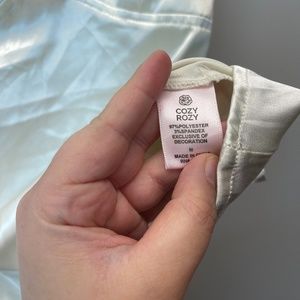 COZY
ROZY
97%POLYESTER
3%SPANDEX
EXCLUSIVE OF
DECORATION
M
MADE IN